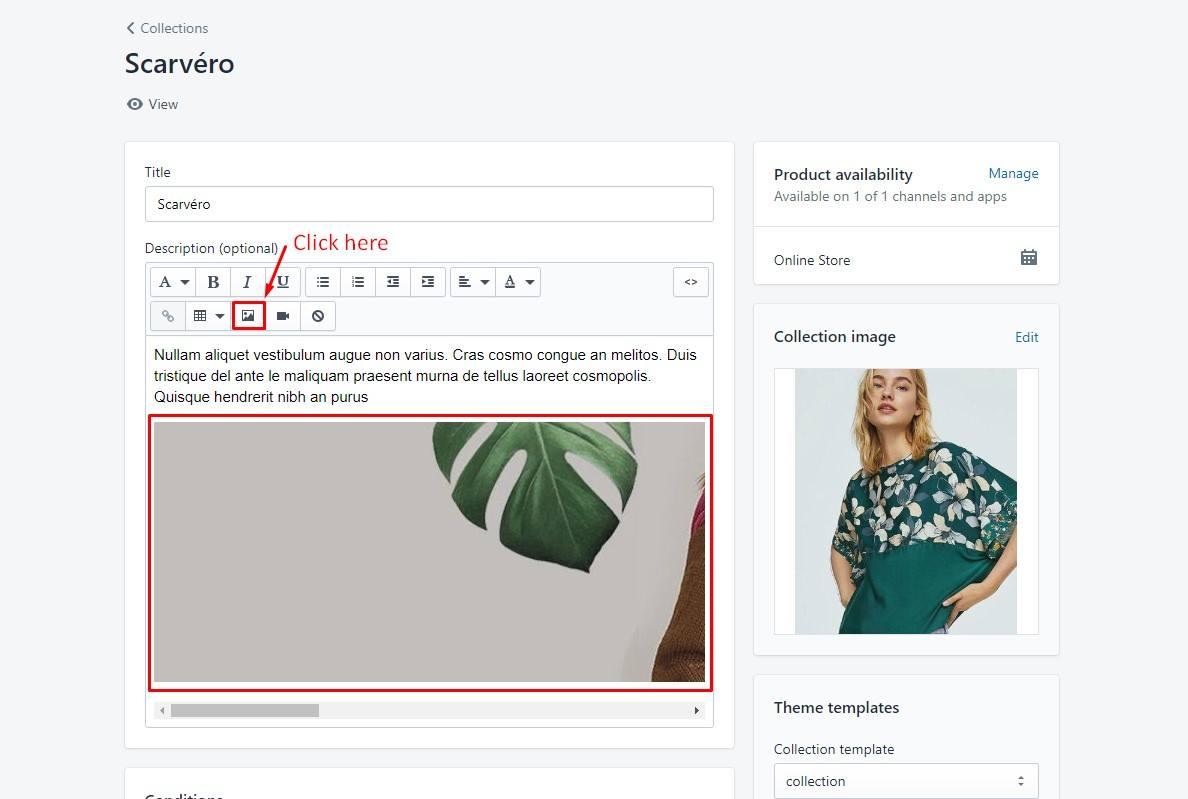 Collections
Scarvéro
View
Title
Scarvéro
Description (optional)
Click here
A B I U A <>
Nullam aliquet vestibulum augue non varius. Cras cosmo congue an melitos. Duis
tristique del ante le maliquam praesent murna de tellus laoreet cosmopolis.
Quisque hendrerit nibh an purus
Conditions
Product availability Manage
Available on 1 of 1 channels and apps
Online Store
Collection image Edit
Theme templates
Collection template
collection